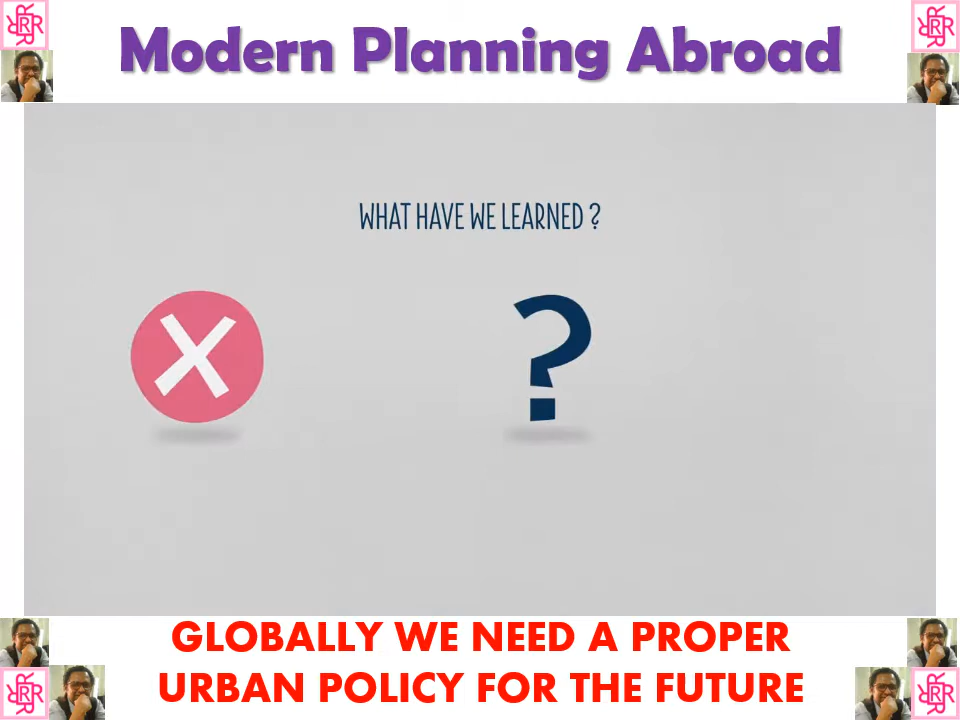 Modern Planning Abroad
WHAT HAVE WE LEARNED ?
X
?
GLOBALLY WE NEED A PROPER
URBAN POLICY FOR THE FUTURE